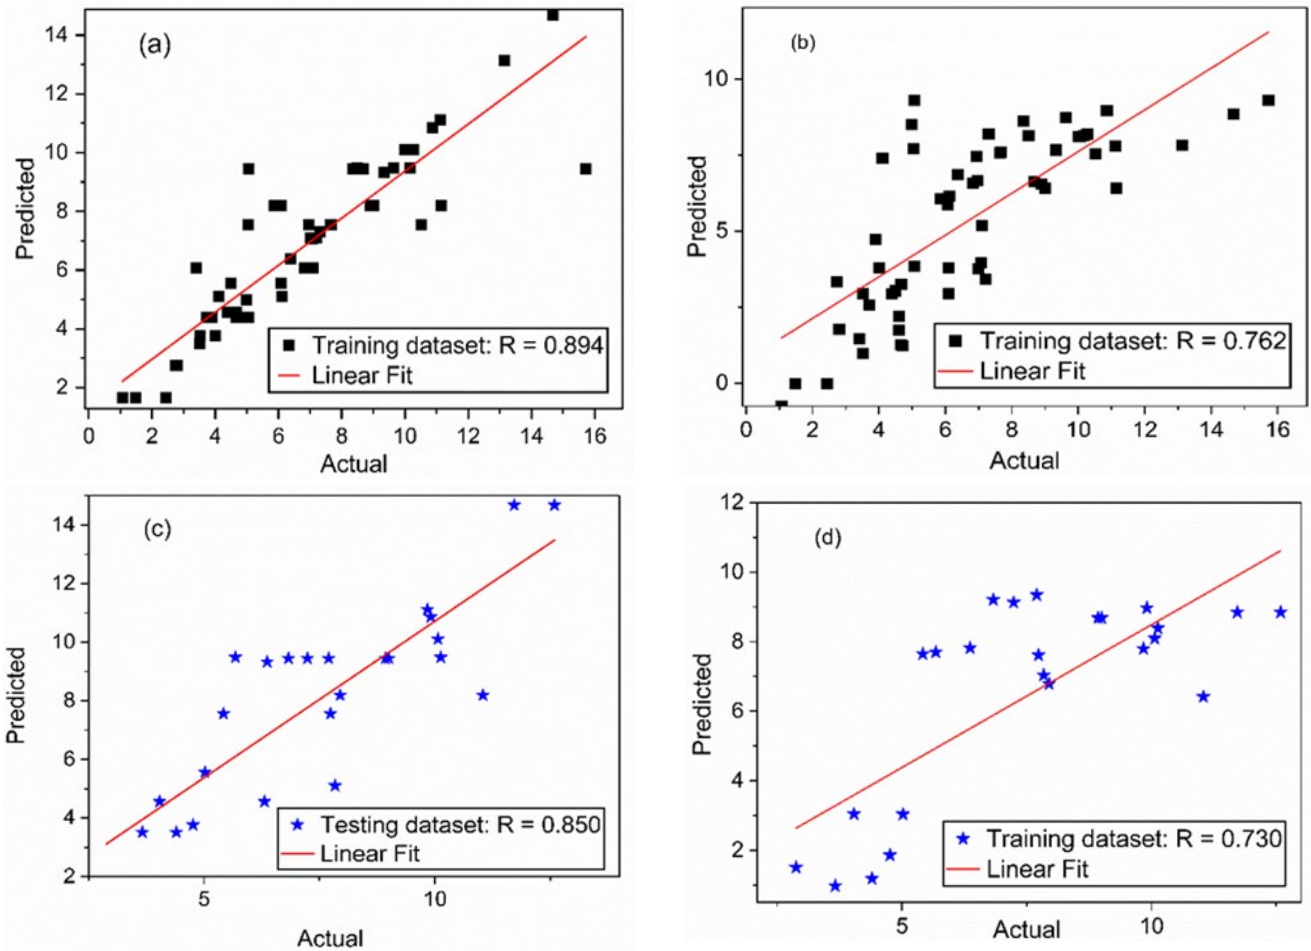 (a)
14
12
10
8
6
4
2
Predicted
Training dataset: R = 0.894
Linear Fit
0 2 4 6 8 10 12 14 16
Actual
(b)
10
5
0
Predicted
Training dataset: R = 0.762
Linear Fit
0 2 4 6 8 10 12 14 16
Actual
(c)
14
12
10
8
6
4
2
Predicted
Testing dataset: R = 0.850
Linear Fit
5 10
Actual
(d)
12
10
8
6
4
2
Predicted
Training dataset: R = 0.730
Linear Fit
5 10
Actual